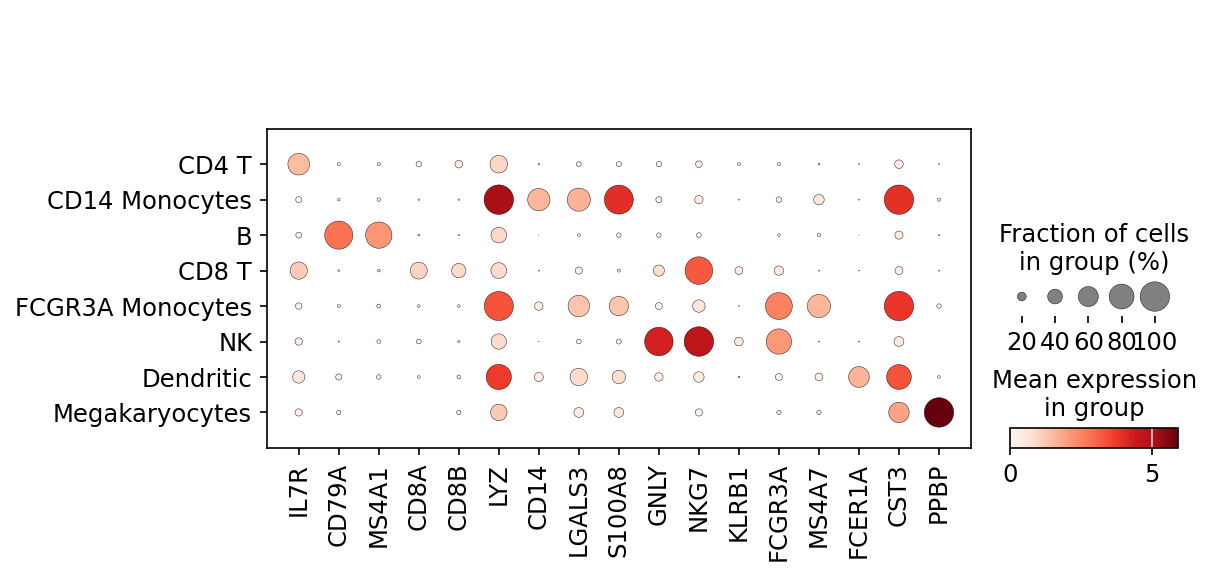 CD4 T
CD14 Monocytes
B
CD8 T
FCGR3A Monocytes
NK
Dendritic
Megakaryocytes
IL7R
CD79A
MS4A1
CD8A
CD8B
LYZ
CD14
LGALS3
S100A8
GNLY
NKG7
KLRB1
FCGR3A
MS4A7
FCER1A
CST3
PPBP
Fraction of cells
in group (%)
20 40 60 80 100
Mean expression
in group
0 5